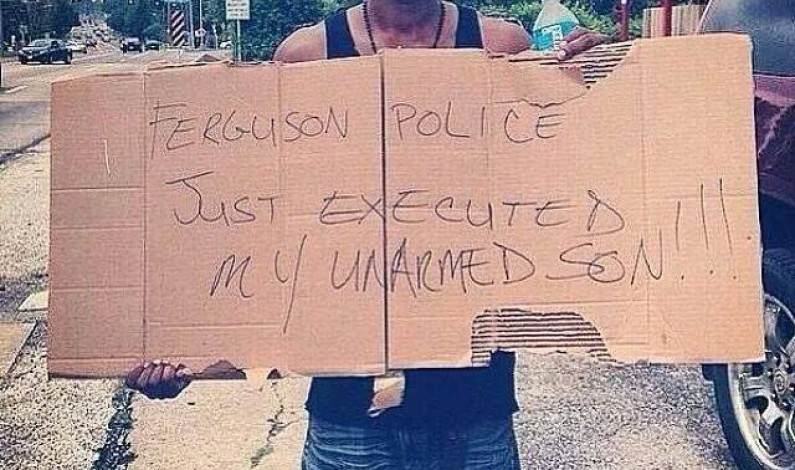 FERGUSON POLICE
JUST EXECUTED
MY UNARMED SON!!!